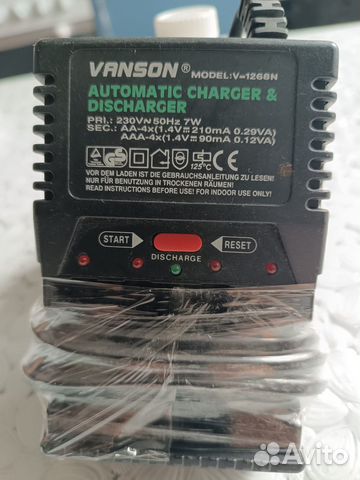 VANSON® MODEL:V-1268N
AUTOMATIC CHARGER &
DISCHARGER
PRI.: 230V~50Hz 7W
SEC.: AA-4x(1.4V⎓210mA 0.29VA)
AAA-4x(1.4V⎓90mA 0.12VA)
125°C
VOR DEM LADEN IST DIE GEBRAUCHSANLEITUNG ZU LESEN!
NUR FÜR BENUTZUNG IN TROCKENEN RÄUMEN!
READ INSTRUCTIONS BEFORE USE! FOR INDOOR USE ONLY!
START RESET
DISCHARGE
Avito